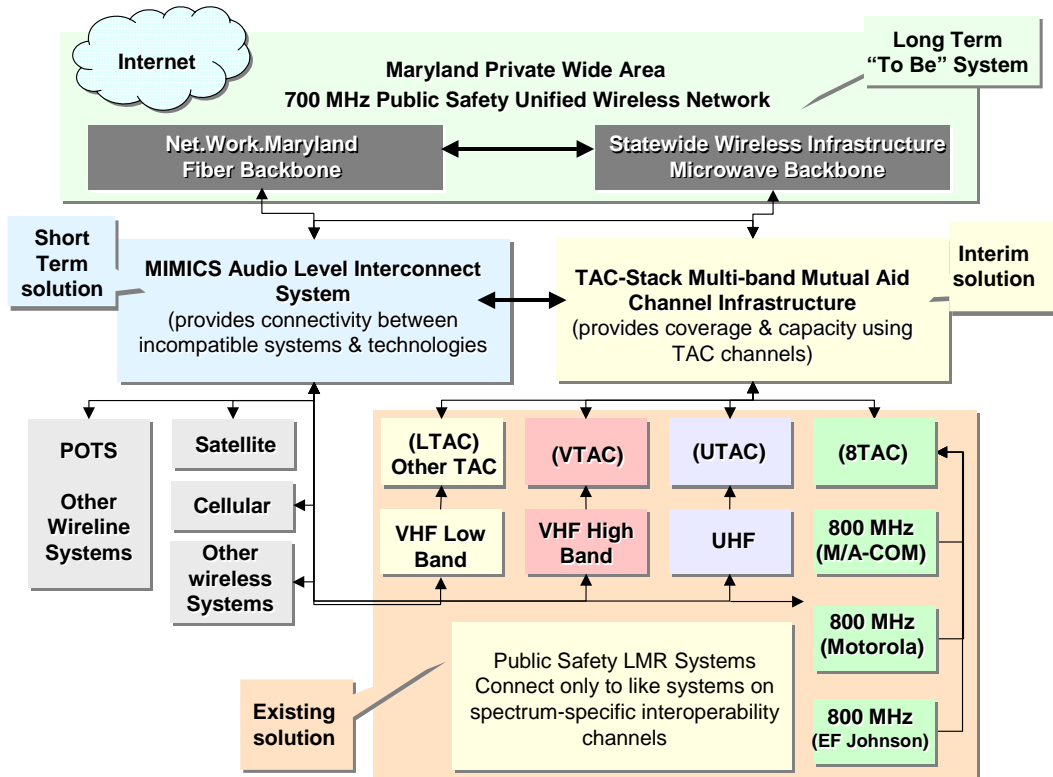 Internet
Long Term
“To Be” System
Maryland Private Wide Area
700 MHz Public Safety Unified Wireless Network
Net.Work.Maryland
Fiber Backbone
Statewide Wireless Infrastructure
Microwave Backbone
Short
Term
solution
MIMICS Audio Level Interconnect
System
(provides connectivity between
incompatible systems & technologies
TAC-Stack Multi-band Mutual Aid
Channel Infrastructure
(provides coverage & capacity using
TAC channels)
Interim
solution
POTS
Other
Wireline
Systems
Satellite
Cellular
Other
wireless
Systems
(LTAC)
Other TAC
(VTAC)
(UTAC)
(8TAC)
VHF Low
Band
VHF High
Band
UHF
800 MHz
(M/A-COM)
800 MHz
(Motorola)
800 MHz
(EF Johnson)
Existing
solution
Public Safety LMR Systems
Connect only to like systems on
spectrum-specific interoperability
channels